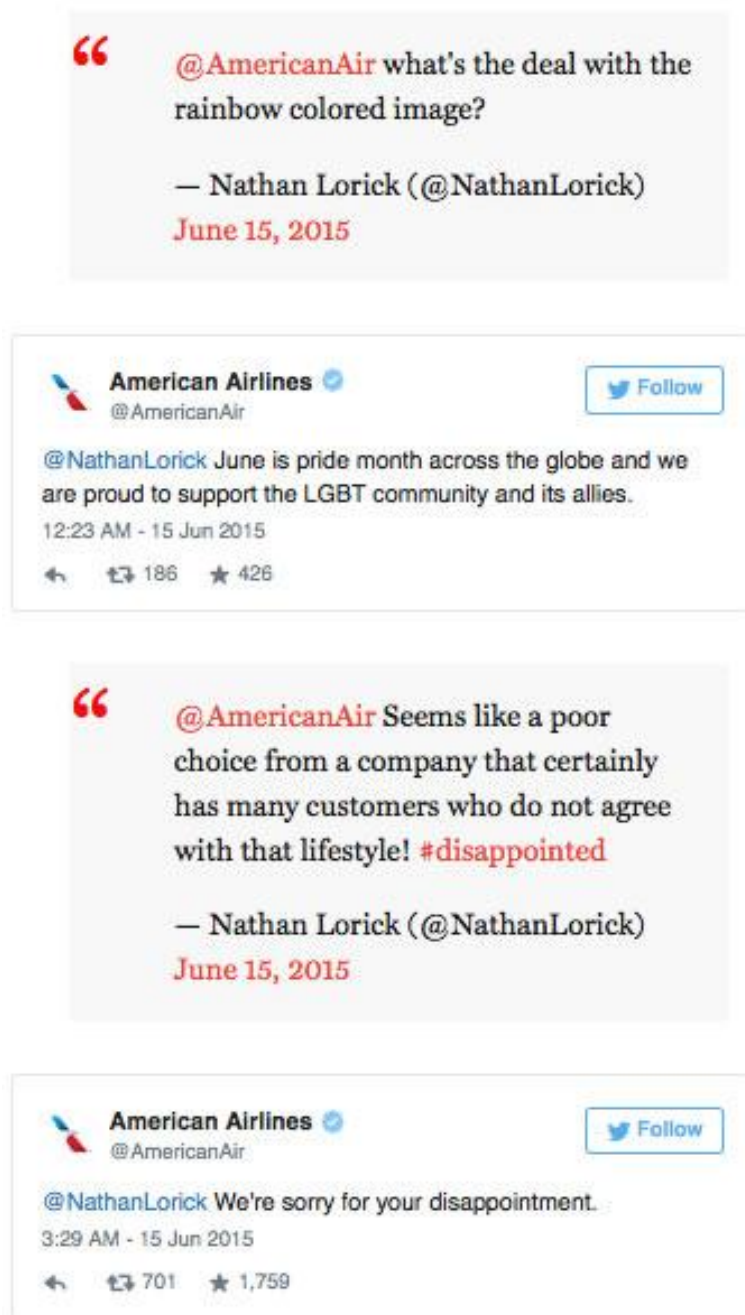 “
@AmericanAir what's the deal with the
rainbow colored image?
— Nathan Lorick (@NathanLorick)
June 15, 2015
American Airlines
Follow
@AmericanAir
@NathanLorick June is pride month across the globe and we
are proud to support the LGBT community and its allies.
12:23 AM - 15 Jun 2015
186 426
“
@AmericanAir Seems like a poor
choice from a company that certainly
has many customers who do not agree
with that lifestyle! #disappointed
— Nathan Lorick (@NathanLorick)
June 15, 2015
American Airlines
Follow
@AmericanAir
@NathanLorick We're sorry for your disappointment.
3:29 AM - 15 Jun 2015
701 1,759